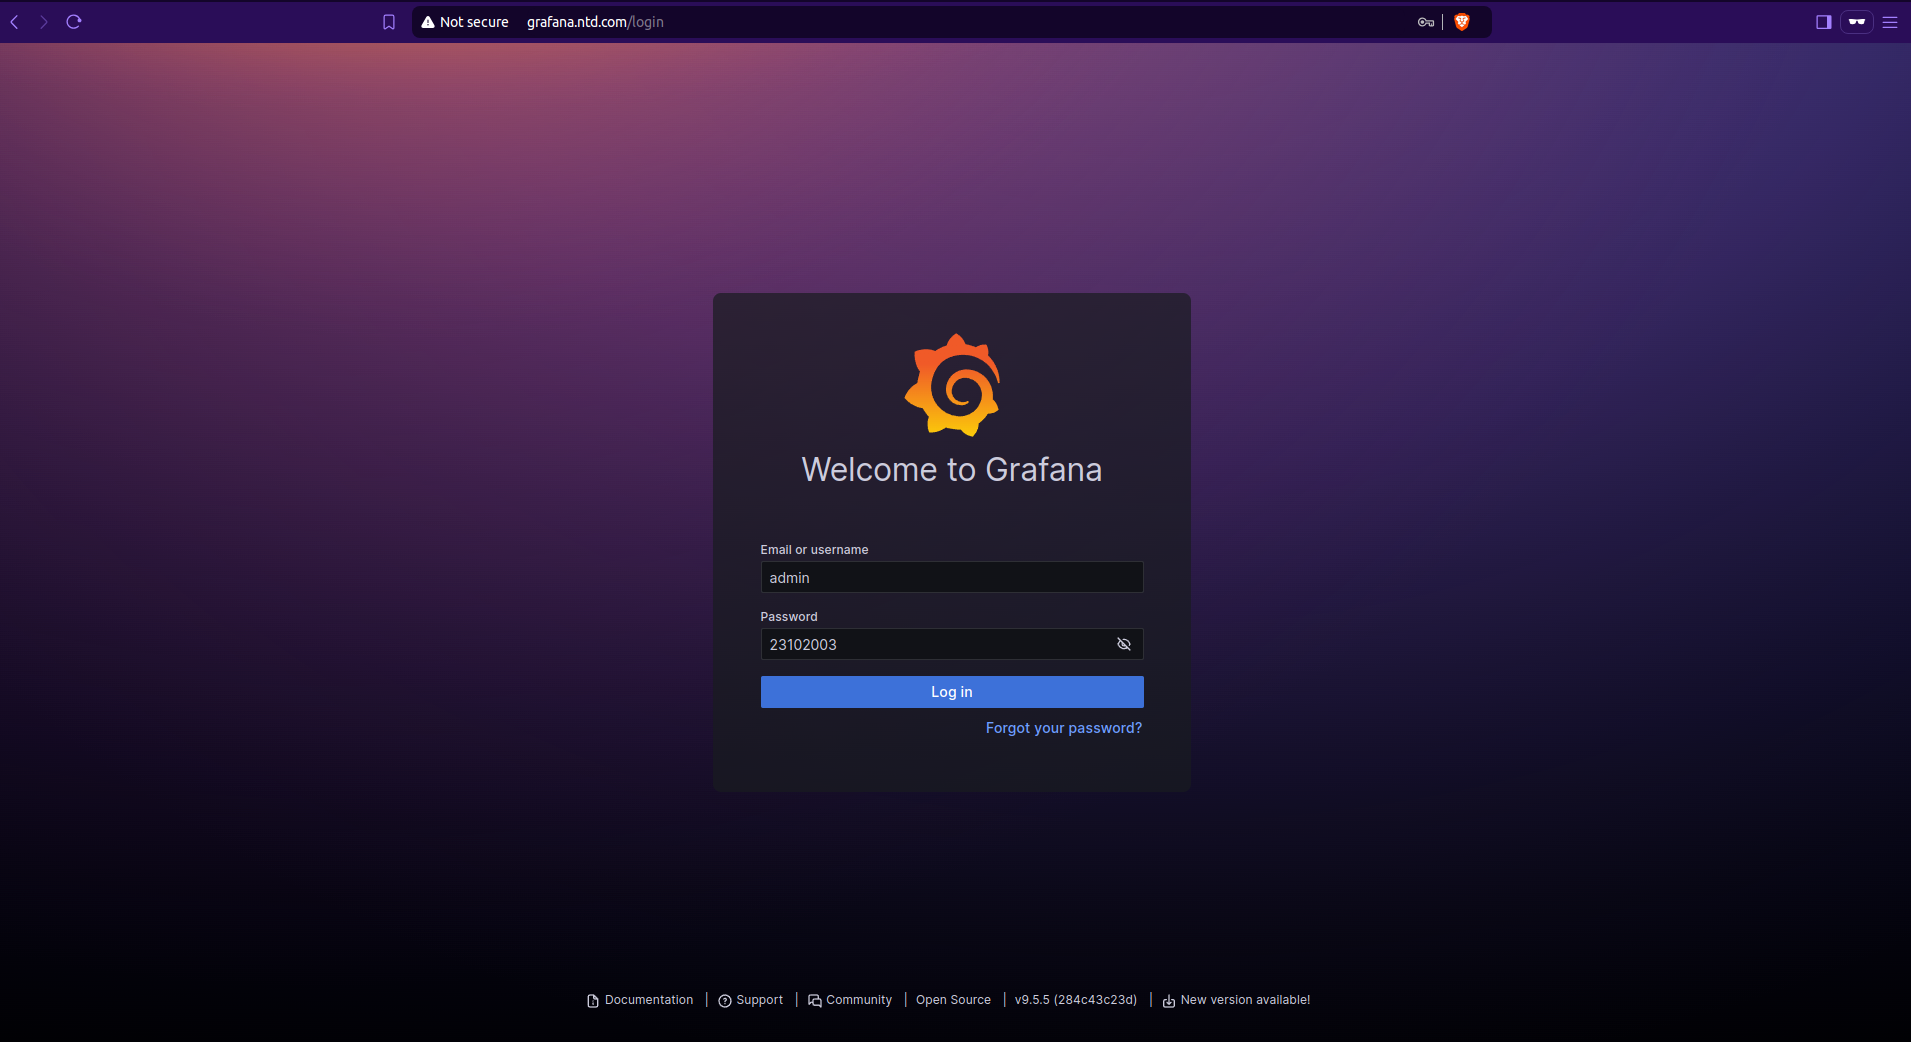 Not secure grafana.ntd.com/login
Welcome to Grafana
Email or username
admin
Password
23102003
Log in
Forgot your password?
Documentation | Support | Community | Open Source | v9.5.5 (284c43c23d) | New version available!